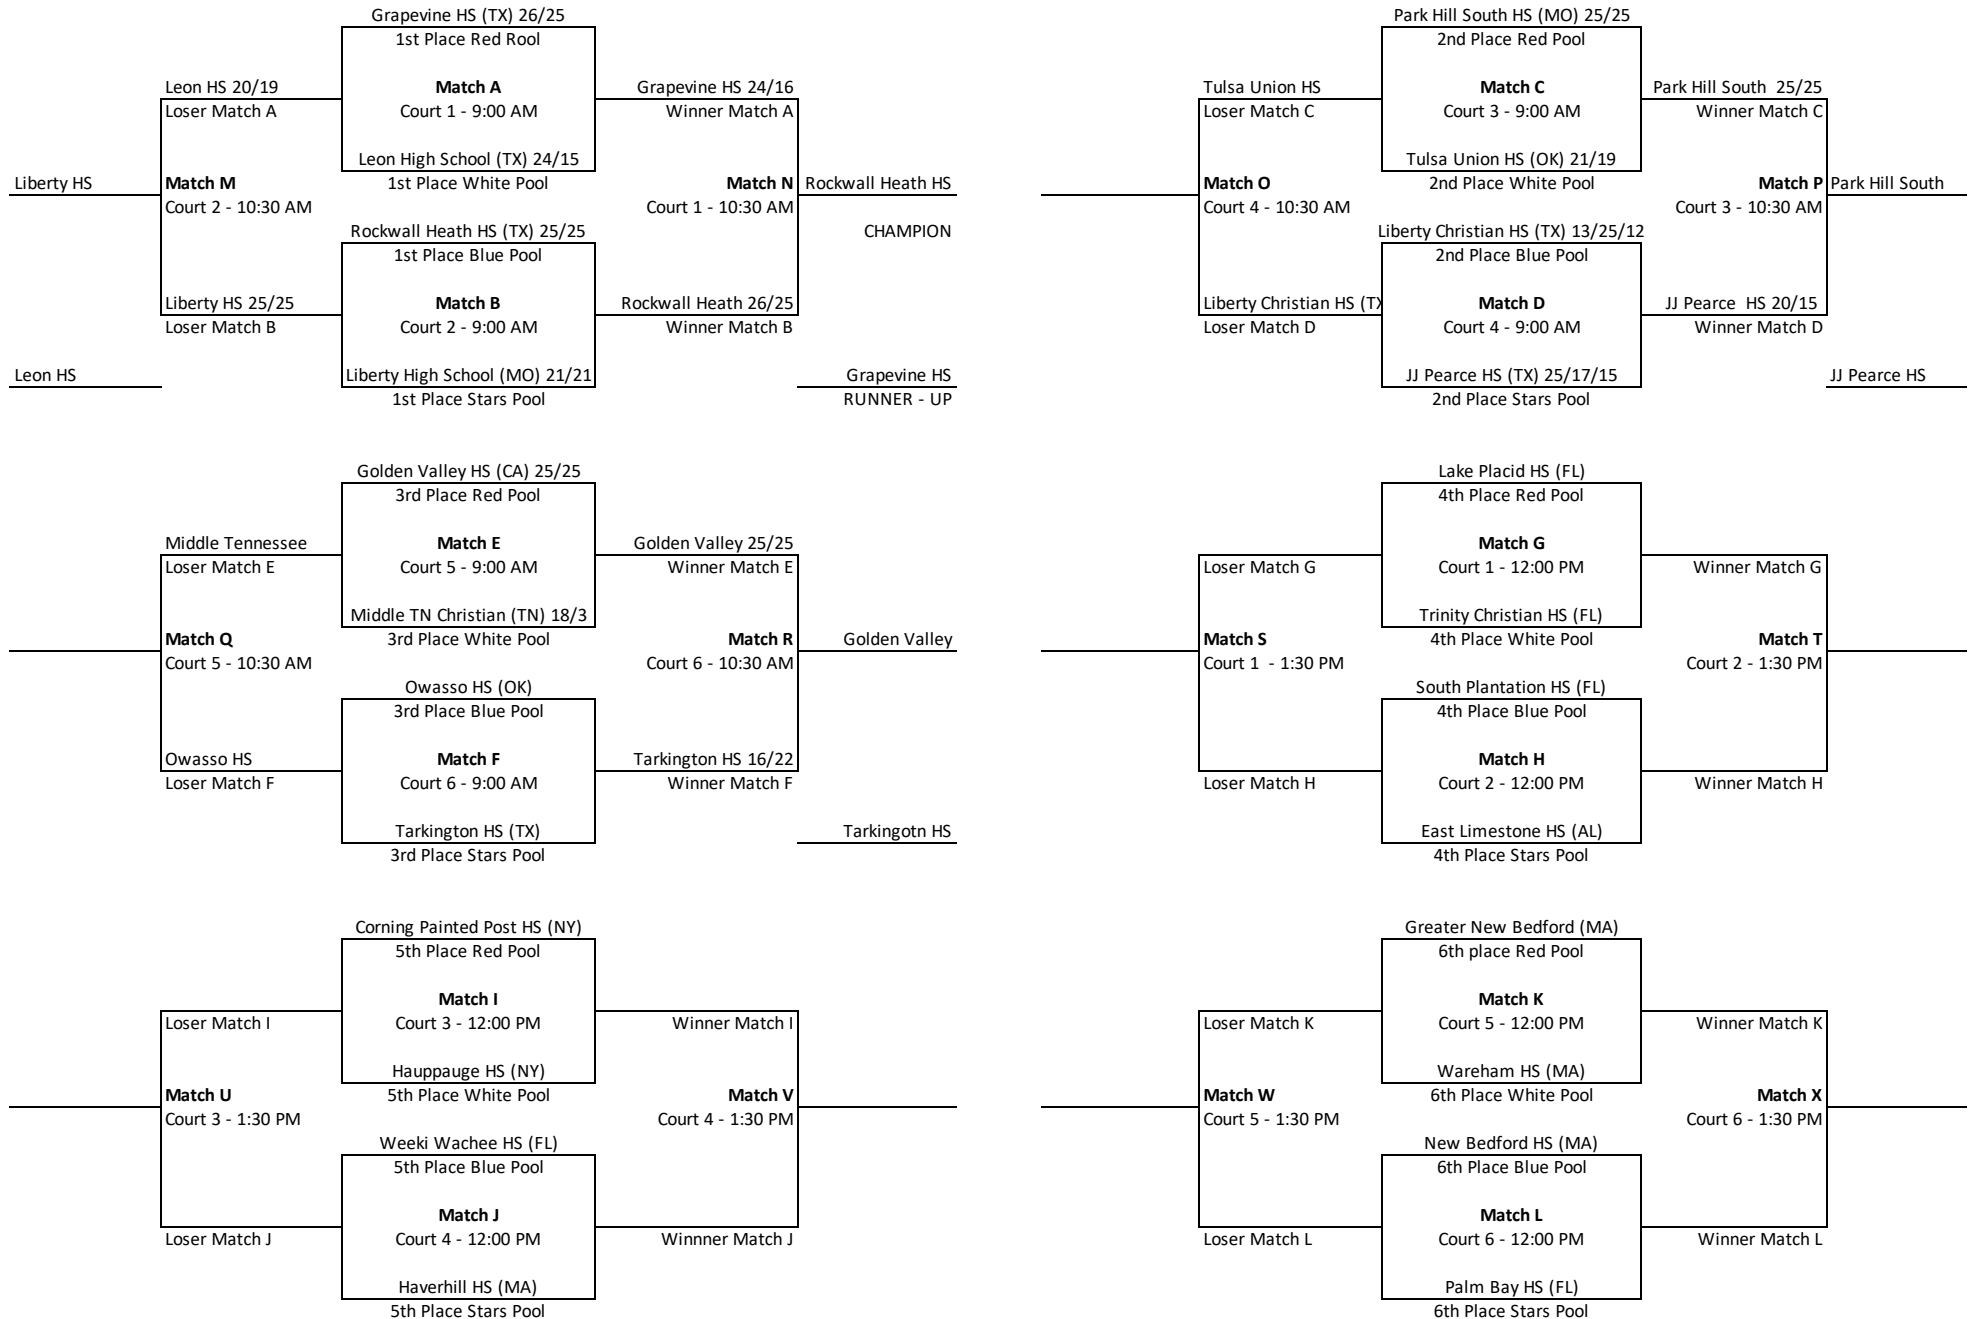 Grapevine HS (TX) 26/25
1st Place Red Rool
Leon HS 20/19
Loser Match A
Match A
Court 1 - 9:00 AM
Grapevine HS 24/16
Winner Match A
Leon High School (TX) 24/15
1st Place White Pool
Liberty HS
Match M
Court 2 - 10:30 AM
Match N
Court 1 - 10:30 AM
Rockwall Heath HS
CHAMPION
Rockwall Heath HS (TX) 25/25
1st Place Blue Pool
Liberty HS 25/25
Loser Match B
Match B
Court 2 - 9:00 AM
Rockwall Heath 26/25
Winner Match B
Leon HS
Liberty High School (MO) 21/21
1st Place Stars Pool
Grapevine HS
RUNNER - UP
Park Hill South HS (MO) 25/25
2nd Place Red Pool
Tulsa Union HS
Loser Match C
Match C
Court 3 - 9:00 AM
Park Hill South 25/25
Winner Match C
Tulsa Union HS (OK) 21/19
2nd Place White Pool
Match O
Court 4 - 10:30 AM
Match P
Court 3 - 10:30 AM
Park Hill South
Liberty Christian HS (TX) 13/25/12
2nd Place Blue Pool
Liberty Christian HS (TX
Loser Match D
Match D
Court 4 - 9:00 AM
JJ Pearce HS 20/15
Winner Match D
JJ Pearce HS (TX) 25/17/15
2nd Place Stars Pool
JJ Pearce HS
Golden Valley HS (CA) 25/25
3rd Place Red Pool
Middle Tennessee
Loser Match E
Match E
Court 5 - 9:00 AM
Golden Valley 25/25
Winner Match E
Middle TN Christian (TN) 18/3
3rd Place White Pool
Match Q
Court 5 - 10:30 AM
Match R
Court 6 - 10:30 AM
Golden Valley
Owasso HS (OK)
3rd Place Blue Pool
Owasso HS
Loser Match F
Match F
Court 6 - 9:00 AM
Tarkington HS 16/22
Winner Match F
Tarkington HS (TX)
3rd Place Stars Pool
Tarkingotn HS
Lake Placid HS (FL)
4th Place Red Pool
Loser Match G
Match G
Court 1 - 12:00 PM
Winner Match G
Trinity Christian HS (FL)
4th Place White Pool
Match S
Court 1 - 1:30 PM
Match T
Court 2 - 1:30 PM
South Plantation HS (FL)
4th Place Blue Pool
Loser Match H
Match H
Court 2 - 12:00 PM
Winner Match H
East Limestone HS (AL)
4th Place Stars Pool
Corning Painted Post HS (NY)
5th Place Red Pool
Loser Match I
Match I
Court 3 - 12:00 PM
Winner Match I
Hauppauge HS (NY)
5th Place White Pool
Match U
Court 3 - 1:30 PM
Match V
Court 4 - 1:30 PM
Weeki Wachee HS (FL)
5th Place Blue Pool
Loser Match J
Match J
Court 4 - 12:00 PM
Winnner Match J
Haverhill HS (MA)
5th Place Stars Pool
Greater New Bedford (MA)
6th place Red Pool
Loser Match K
Match K
Court 5 - 12:00 PM
Winner Match K
Wareham HS (MA)
6th Place White Pool
Match W
Court 5 - 1:30 PM
Match X
Court 6 - 1:30 PM
New Bedford HS (MA)
6th Place Blue Pool
Loser Match L
Match L
Court 6 - 12:00 PM
Winner Match L
Palm Bay HS (FL)
6th Place Stars Pool